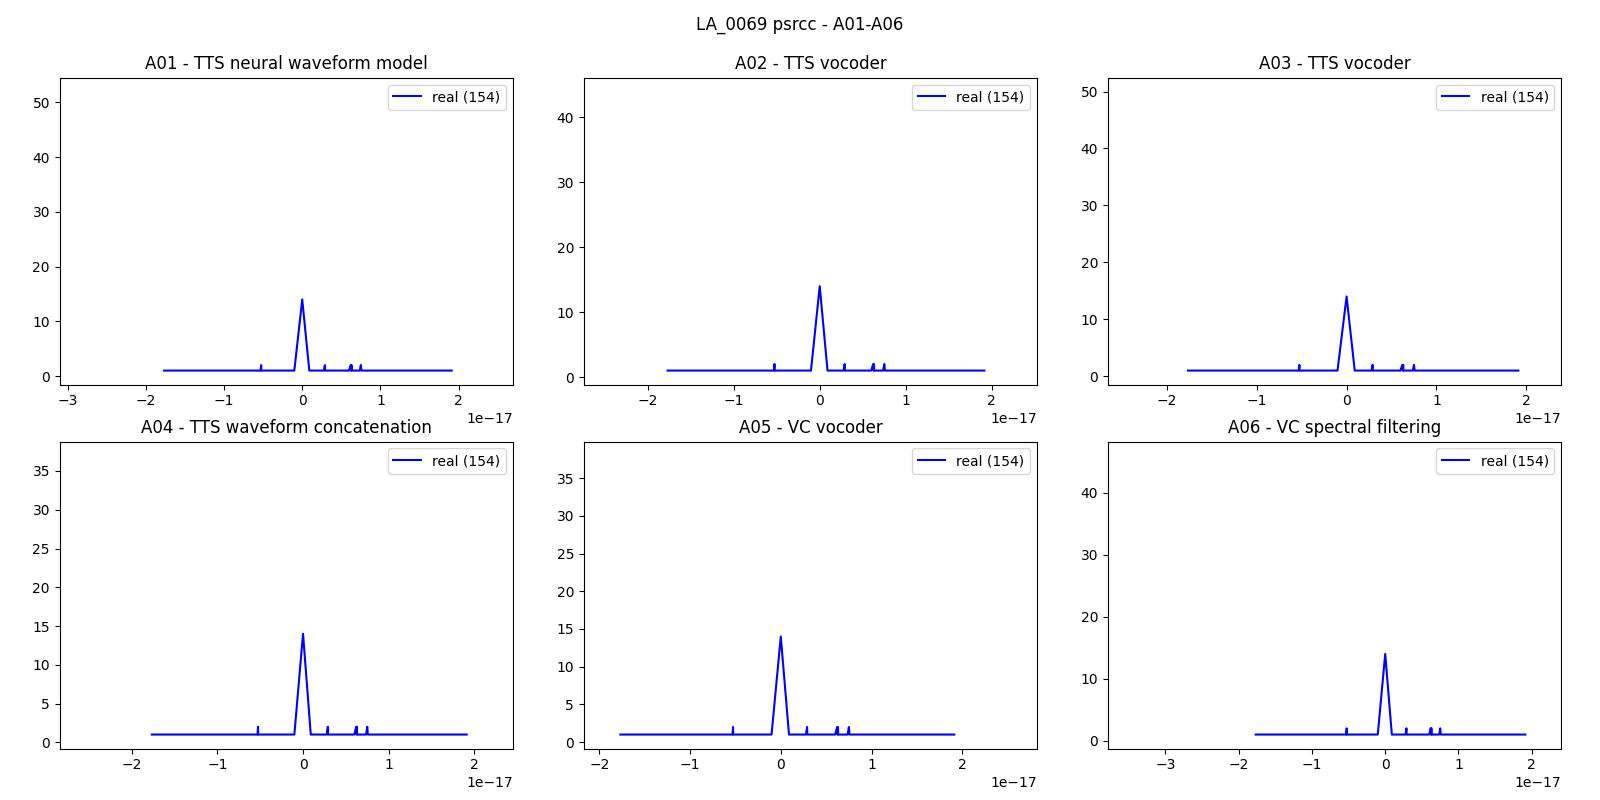 LA_0069 psrcc - A01-A06
A01 - TTS neural waveform model
real (154)
50
40
30
20
10
0
−3 −2 −1 0 1 2
1e−17
A02 - TTS vocoder
real (154)
40
30
20
10
0
−2 −1 0 1 2
1e−17
A03 - TTS vocoder
real (154)
50
40
30
20
10
0
−2 −1 0 1 2
1e−17
A04 - TTS waveform concatenation
real (154)
35
30
25
20
15
10
5
0
−2 −1 0 1 2
1e−17
A05 - VC vocoder
real (154)
35
30
25
20
15
10
5
0
−2 −1 0 1 2
1e−17
A06 - VC spectral filtering
real (154)
40
30
20
10
0
−3 −2 −1 0 1 2
1e−17